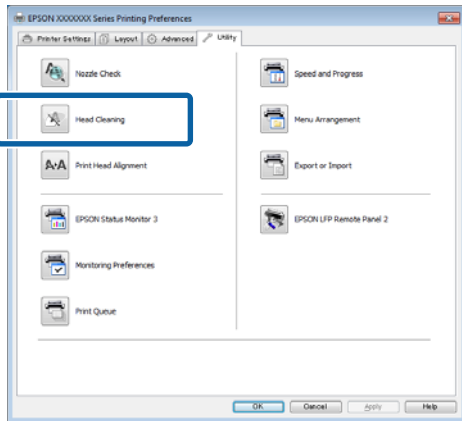 EPSON XXXXXXX Series Printing Preferences
Printer Settings Layout Advanced Utility
Nozzle Check
Head Cleaning
A A Print Head Alignment
EPSON Status Monitor 3
Monitoring Preferences
Print Queue
Speed and Progress
Menu Arrangement
Export or Import
EPSON LFP Remote Panel 2
OK Cancel Apply Help